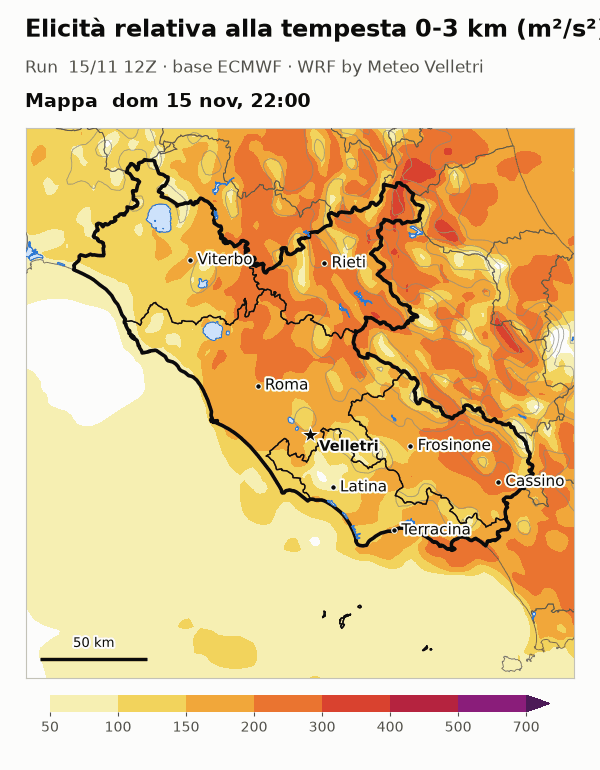 Elicità relativa alla tempesta 0-3 km (m²/s²)
Run 15/11 12Z · base ECMWF · WRF by Meteo Velletri
Mappa dom 15 nov, 22:00
Viterbo
Rieti
Roma
Velletri
Frosinone
Latina
Cassino
Terracina
50 km
50 100 150 200 300 400 500 700